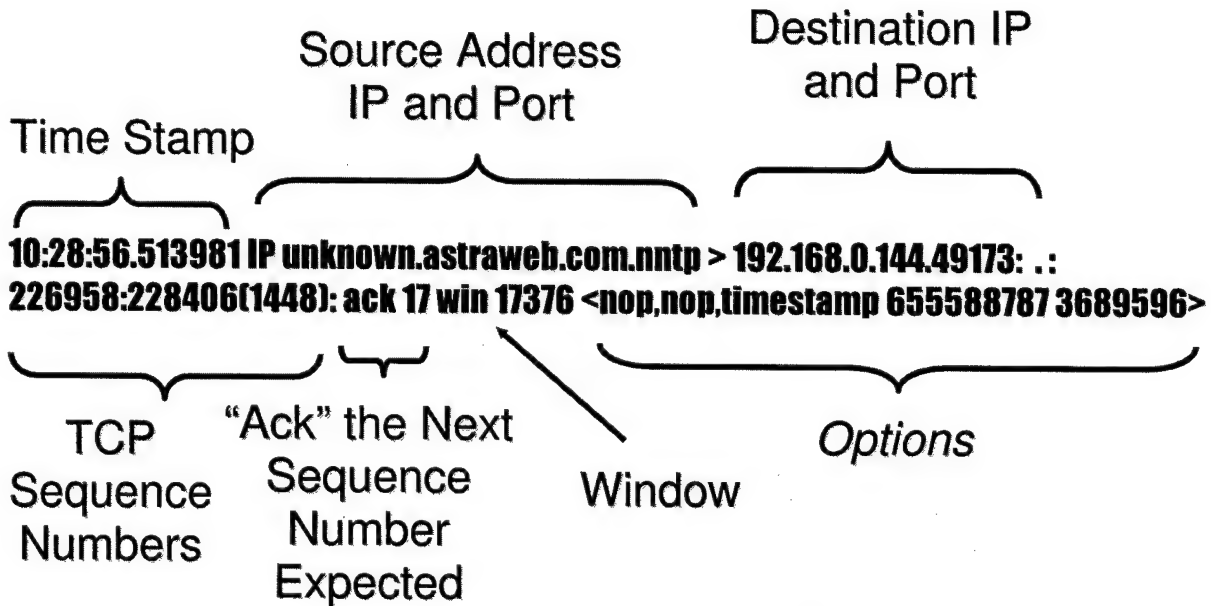 Source Address
IP and Port
Destination IP
and Port
Time Stamp
10:28:56.513981 IP unknown.astraweb.com.nntp > 192.168.0.144.49173: . :
226958:228406(1448): ack 17 win 17376 <nop,nop,timestamp 655588787 3689596>
TCP
Sequence
Numbers
“Ack” the Next
Sequence
Number
Expected
Window
Options